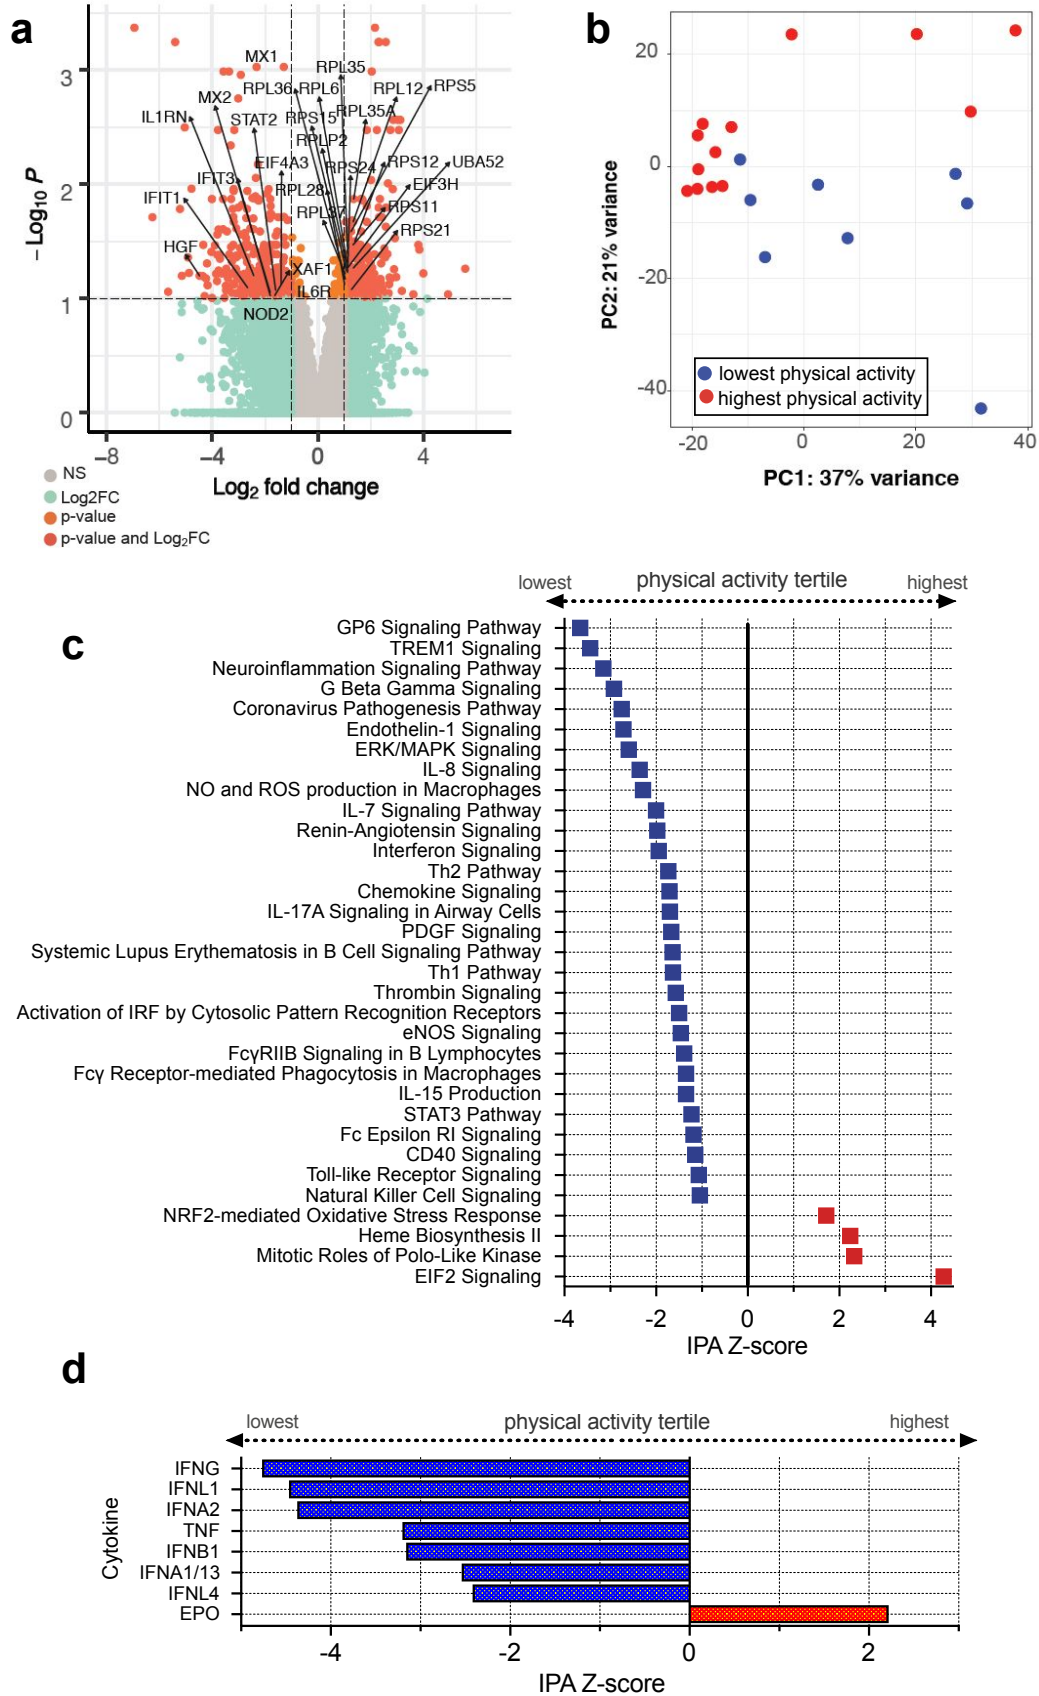 a
3
2
1
0
−Log10 P
MX1
RPL35
RPL36
RPL6
RPL12
RPS5
MX2
IL1RN
STAT2
RPS15
RPL35A
RPLP2
EIF4A3
RPS24
RPS12
UBA52
IFIT3
RPL28
EIF3H
IFIT1
RPL37
RPS11
RPS21
HGF
XAF1
IL6R
NOD2
−8
−4
0
4
Log2 fold change
NS
Log2FC
p-value
p-value and Log2FC
b
20
0
-20
-40
PC2: 21% variance
lowest physical activity
highest physical activity
-20
0
20
40
PC1: 37% variance
c
lowest
physical activity tertile
highest
GP6 Signaling Pathway
TREM1 Signaling
Neuroinflammation Signaling Pathway
G Beta Gamma Signaling
Coronavirus Pathogenesis Pathway
Endothelin-1 Signaling
ERK/MAPK Signaling
IL-8 Signaling
NO and ROS production in Macrophages
IL-7 Signaling Pathway
Renin-Angiotensin Signaling
Interferon Signaling
Th2 Pathway
Chemokine Signaling
IL-17A Signaling in Airway Cells
PDGF Signaling
Systemic Lupus Erythematosis in B Cell Signaling Pathway
Th1 Pathway
Thrombin Signaling
Activation of IRF by Cytosolic Pattern Recognition Receptors
eNOS Signaling
FcγRIIB Signaling in B Lymphocytes
Fcγ Receptor-mediated Phagocytosis in Macrophages
IL-15 Production
STAT3 Pathway
Fc Epsilon RI Signaling
CD40 Signaling
Toll-like Receptor Signaling
Natural Killer Cell Signaling
NRF2-mediated Oxidative Stress Response
Heme Biosynthesis II
Mitotic Roles of Polo-Like Kinase
EIF2 Signaling
-4
-2
0
2
4
IPA Z-score
d
lowest
physical activity tertile
highest
Cytokine
IFNG
IFNL1
IFNA2
TNF
IFNB1
IFNA1/13
IFNL4
EPO
-4
-2
0
2
IPA Z-score